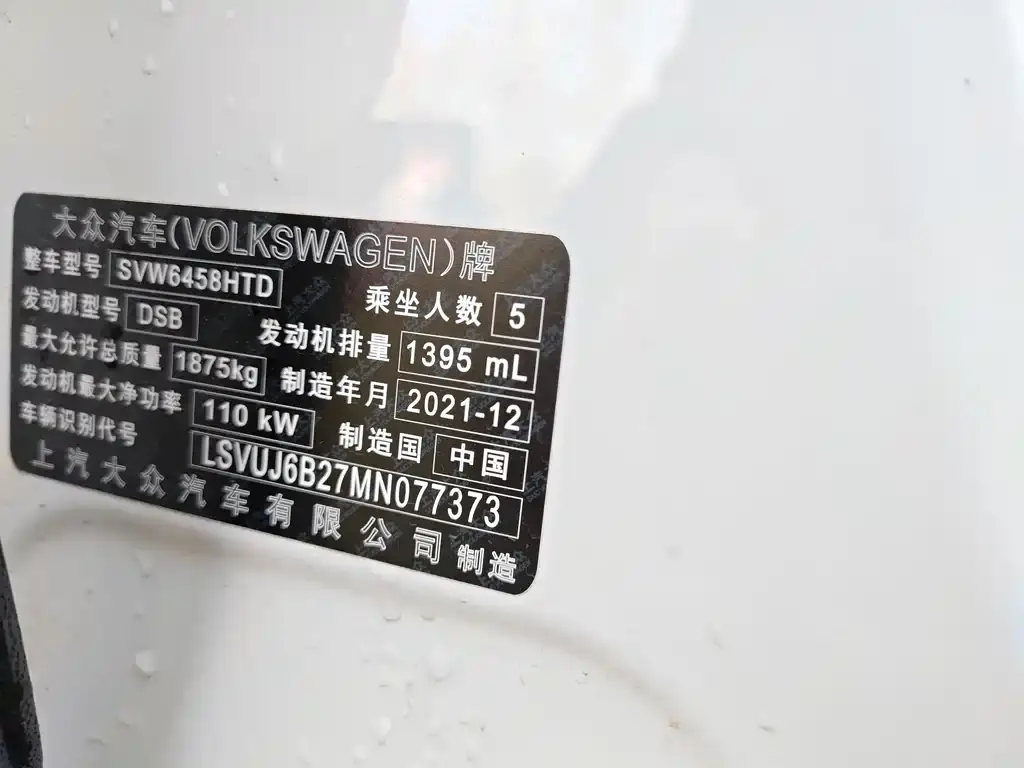 大众汽车(VOLKSWAGEN)牌
整车型号 SVW6458HTD 乘坐人数 5
发动机型号 DSB 发动机排量 1395 mL
最大允许总质量 1875kg 制造年月 2021-12
发动机最大净功率 110 kW 制造国 中国
车辆识别代号 LSVUJ6B27MN077373
上汽大众汽车有限公司制造